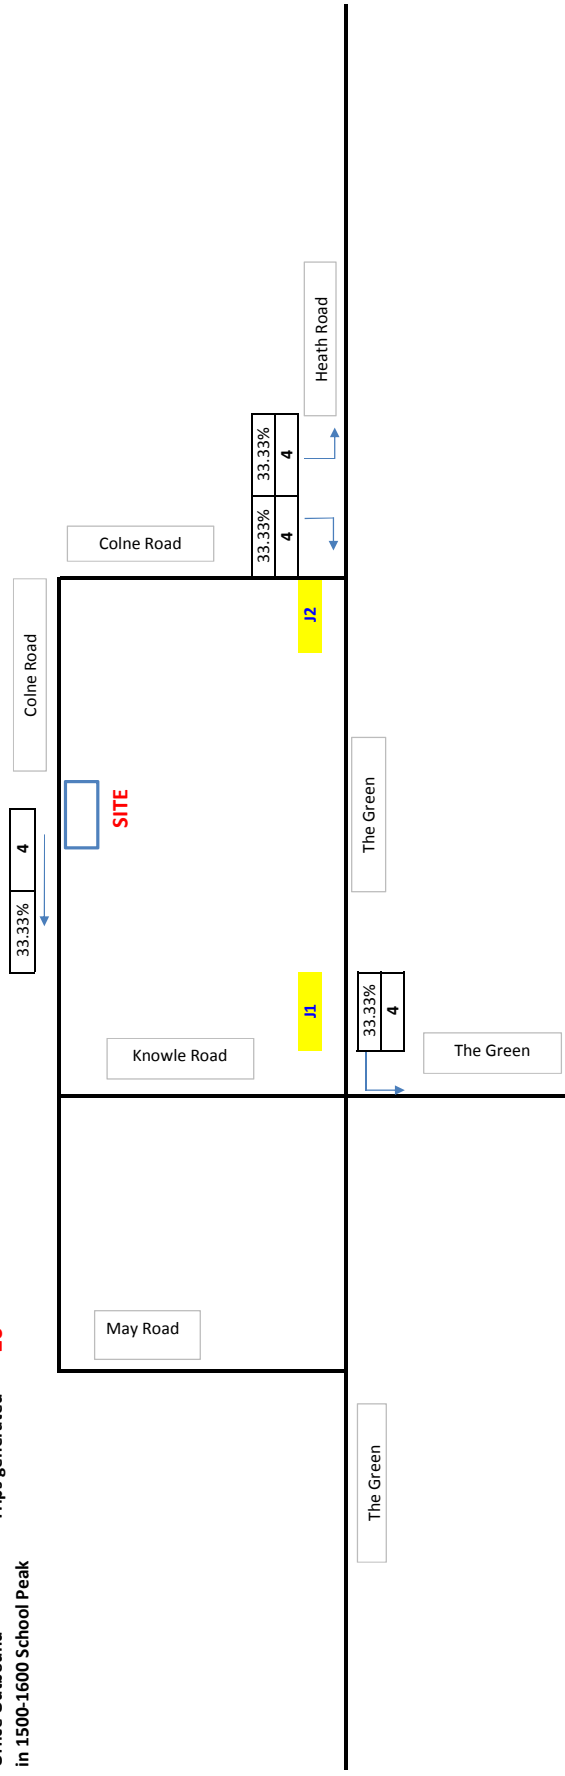 in 1500-1600 School Peak
33.33% 4
Colne Road
Colne Road
SITE
May Road
Knowle Road
J1
J2
33.33% 33.33%
4 4
Heath Road
The Green
The Green
33.33%
4
The Green